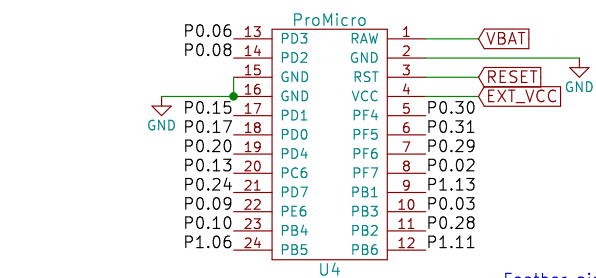 ProMicro
P0.06 13 PD3 RAW 1 VBAT
P0.08 14 PD2 GND 2
15 GND RST 3 RESET
16 GND VCC 4 EXT_VCC
GND
GND
P0.15 17 PD1 PF4 5 P0.30
P0.17 18 PD0 PF5 6 P0.31
P0.20 19 PD4 PF6 7 P0.29
P0.13 20 PC6 PF7 8 P0.02
P0.24 21 PD7 PB1 9 P1.13
P0.09 22 PE6 PB3 10 P0.03
P0.10 23 PB4 PB2 11 P0.28
P1.06 24 PB5 PB6 12 P1.11
U4